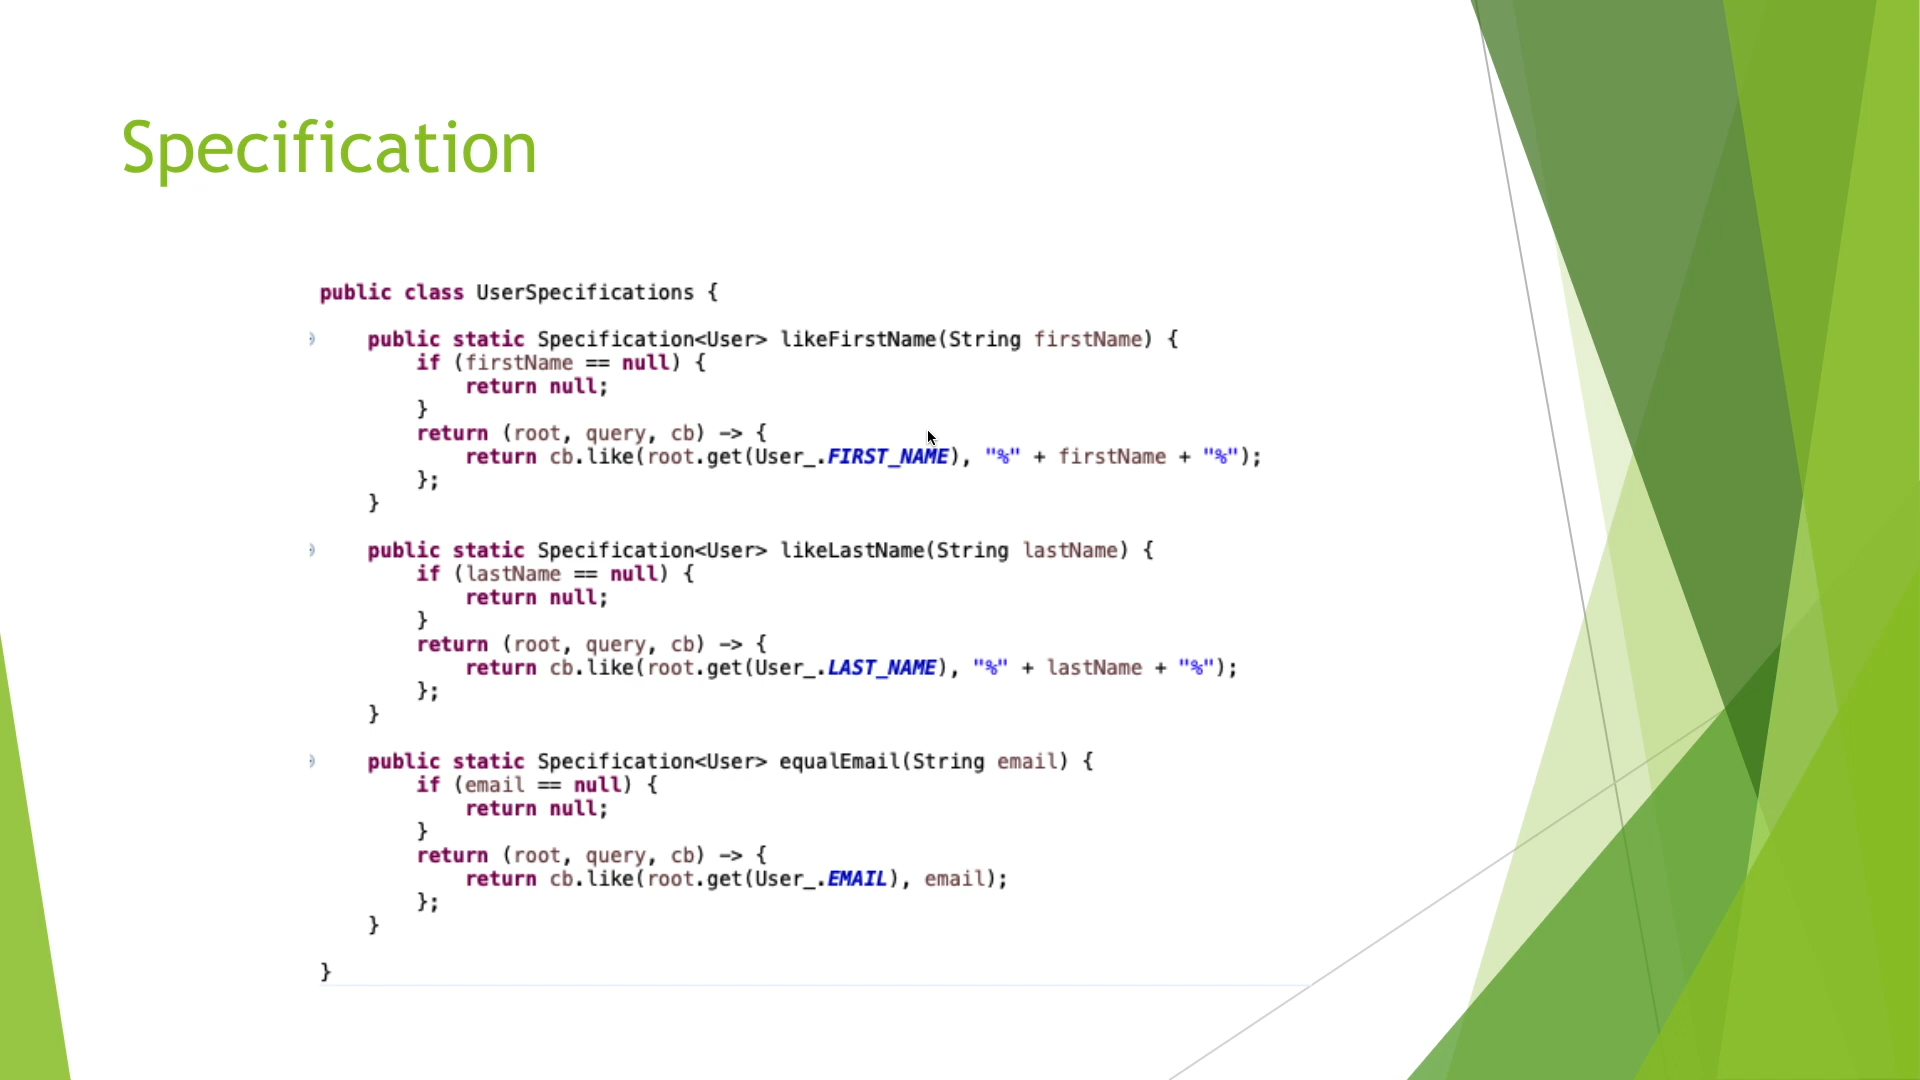 Specification
public class UserSpecifications {
public static Specification<User> likeFirstName(String firstName) {
if (firstName == null) {
return null;
}
return (root, query, cb) -> {
return cb.like(root.get(User_.FIRST_NAME), "%" + firstName + "%");
};
}
public static Specification<User> likeLastName(String lastName) {
if (lastName == null) {
return null;
}
return (root, query, cb) -> {
return cb.like(root.get(User_.LAST_NAME), "%" + lastName + "%");
};
}
public static Specification<User> equalEmail(String email) {
if (email == null) {
return null;
}
return (root, query, cb) -> {
return cb.like(root.get(User_.EMAIL), email);
};
}
}